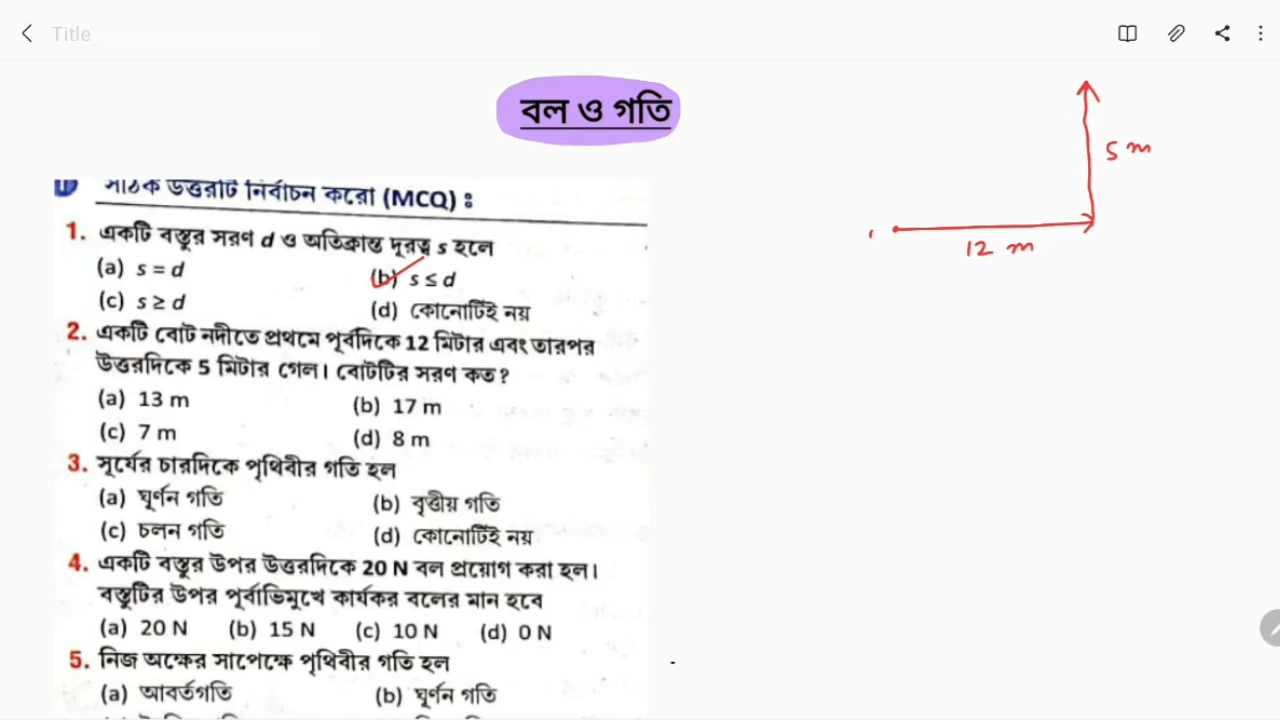 Title
বল ও গতি
5 m
12 m
সঠিক উত্তরটি নির্বাচন করো (MCQ) :
1. একটি বস্তুর সরণ d ও অতিক্রান্ত দূরত্ব s হলে
(a) s = d (b) s ≤ d
(c) s ≥ d (d) কোনোটিই নয়
2. একটি বোট নদীতে প্রথমে পূর্বদিকে 12 মিটার এবং তারপর
উত্তরদিকে 5 মিটার গেল। বোটটির সরণ কত?
(a) 13 m (b) 17 m
(c) 7 m (d) 8 m
3. সূর্যের চারদিকে পৃথিবীর গতি হল
(a) ঘূর্ণন গতি (b) বৃত্তীয় গতি
(c) চলন গতি (d) কোনোটিই নয়
4. একটি বস্তুর উপর উত্তরদিকে 20 N বল প্রয়োগ করা হল।
বস্তুটির উপর পূর্বাভিমুখে কার্যকর বলের মান হবে
(a) 20 N (b) 15 N (c) 10 N (d) 0 N
5. নিজ অক্ষের সাপেক্ষে পৃথিবীর গতি হল
(a) আবর্তগতি (b) ঘূর্ণন গতি